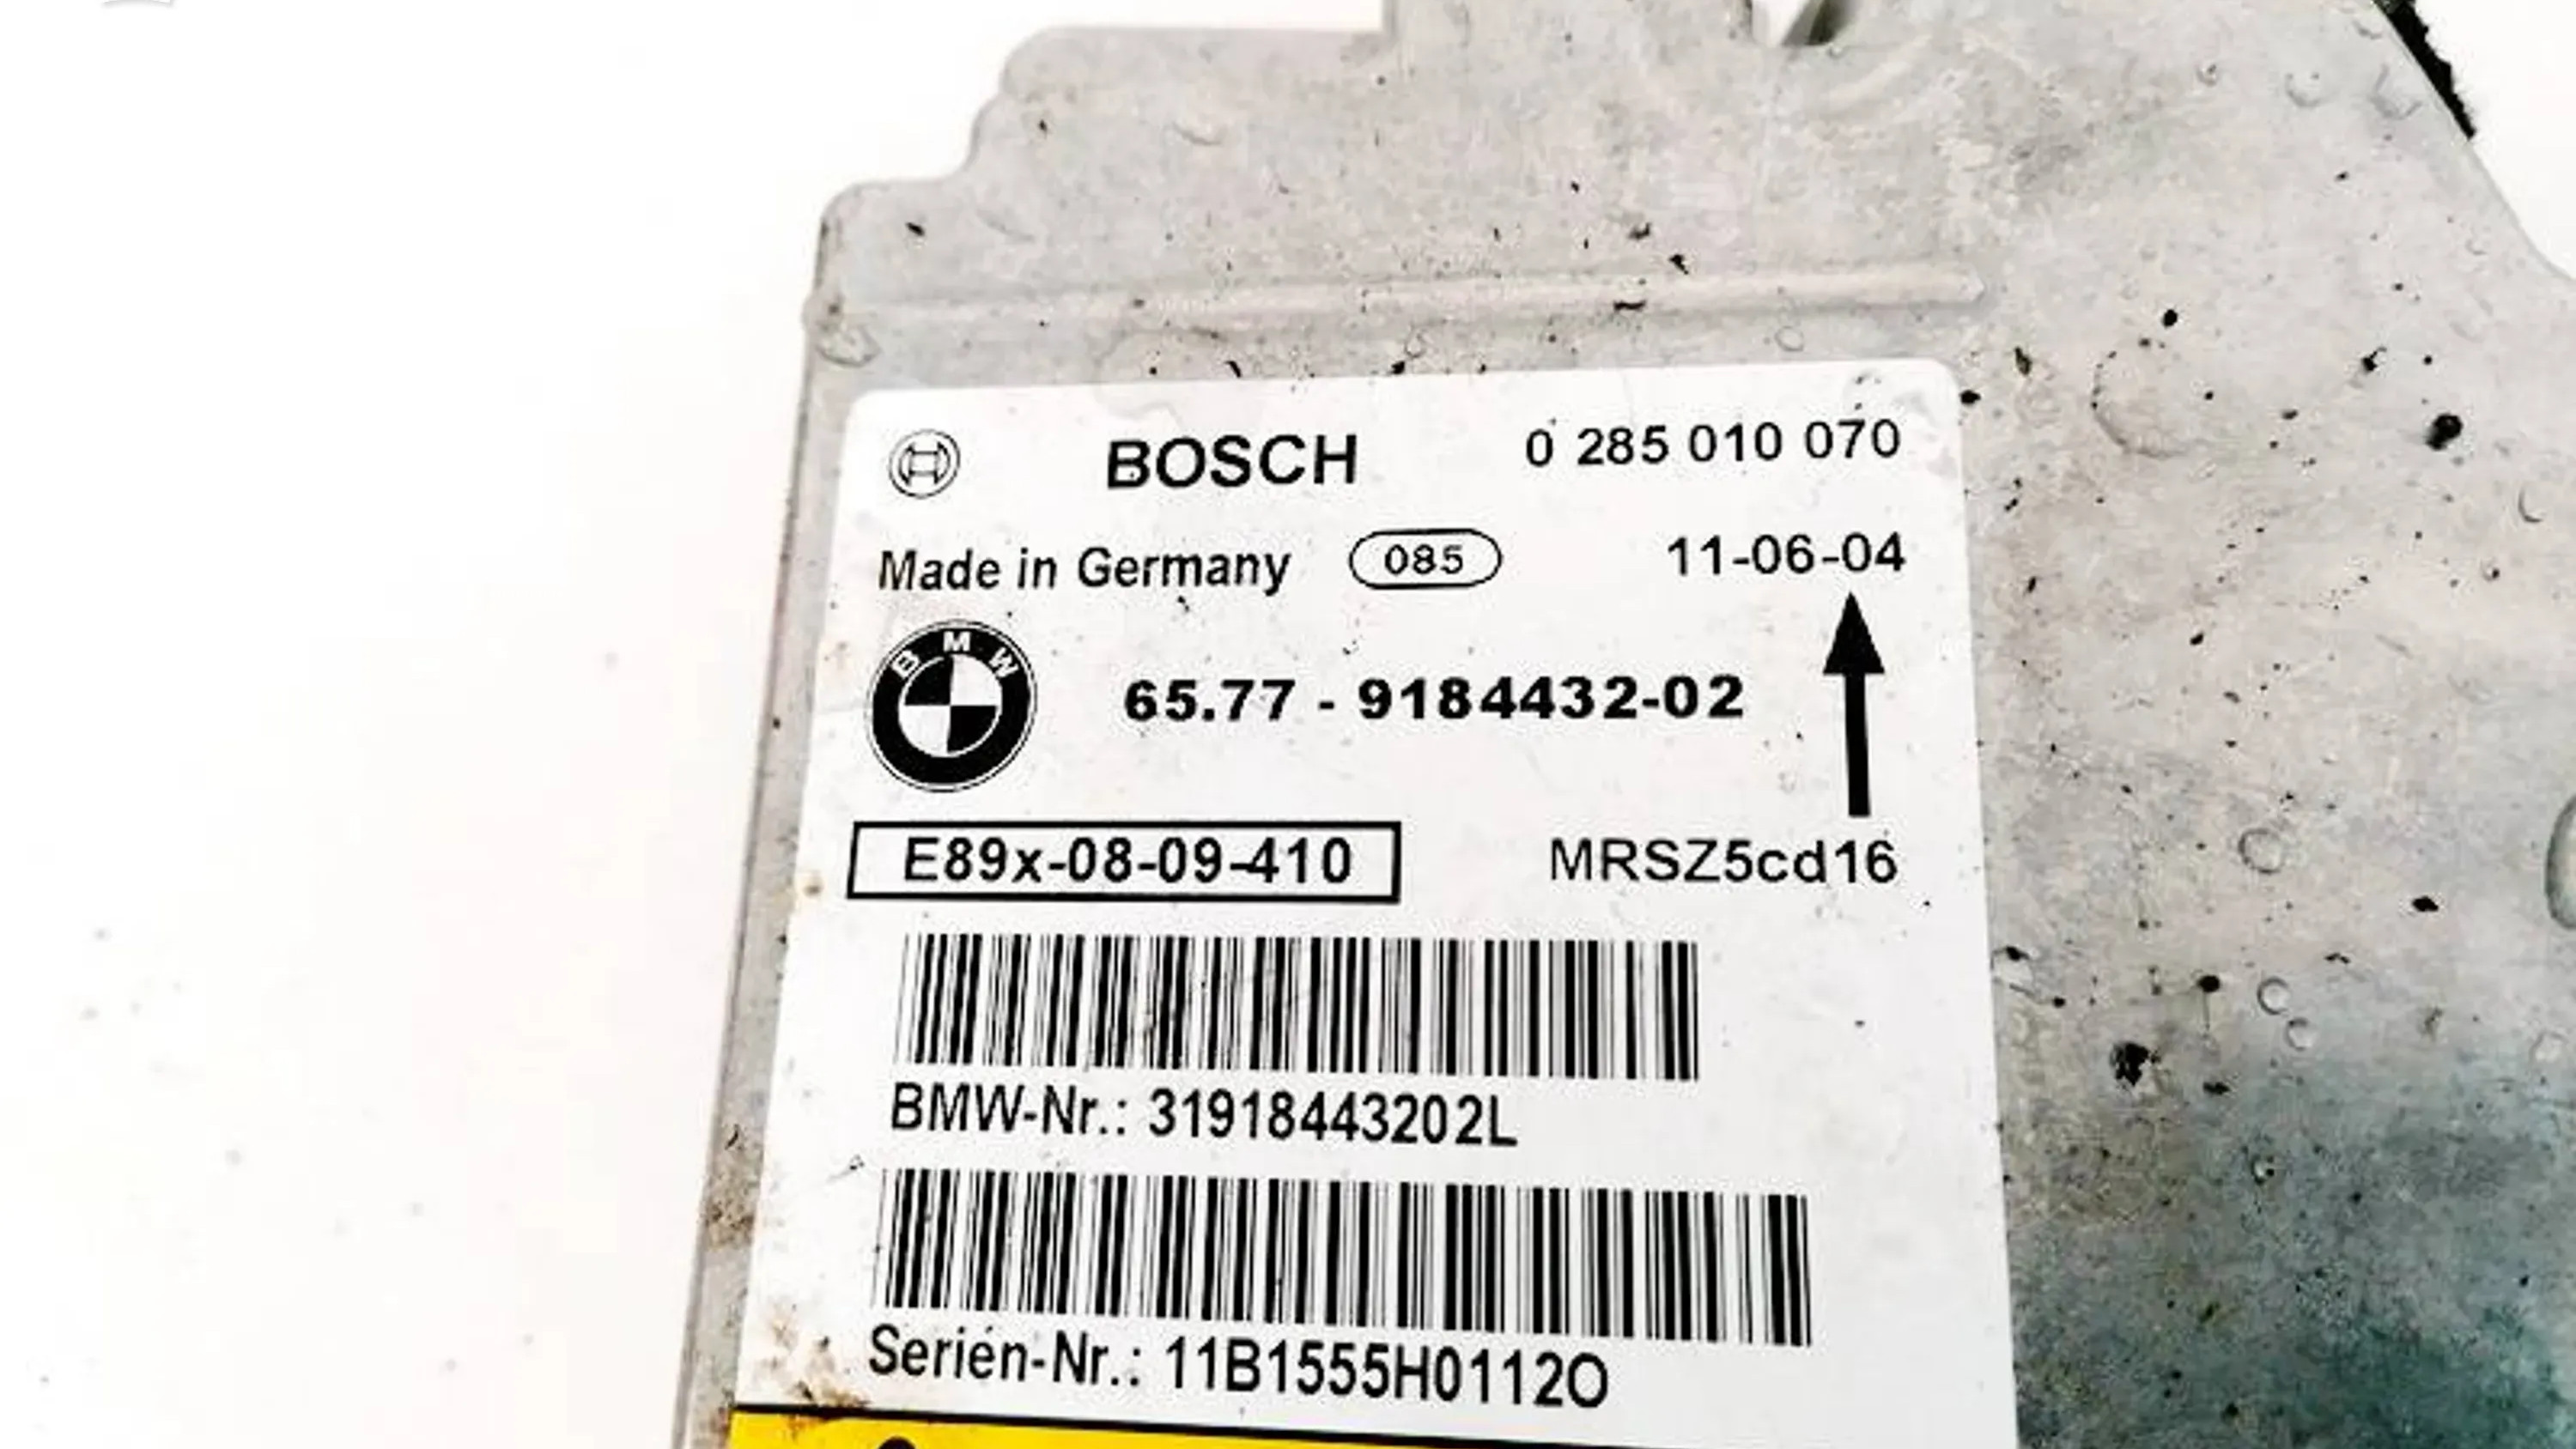 BOSCH 0 285 010 070
Made in Germany 085 11-06-04
BMW 65.77 - 9184432-02
E89x-08-09-410 MRSZ5cd16
BMW-Nr.: 31918443202L
Serien-Nr.: 11B1555H0112O